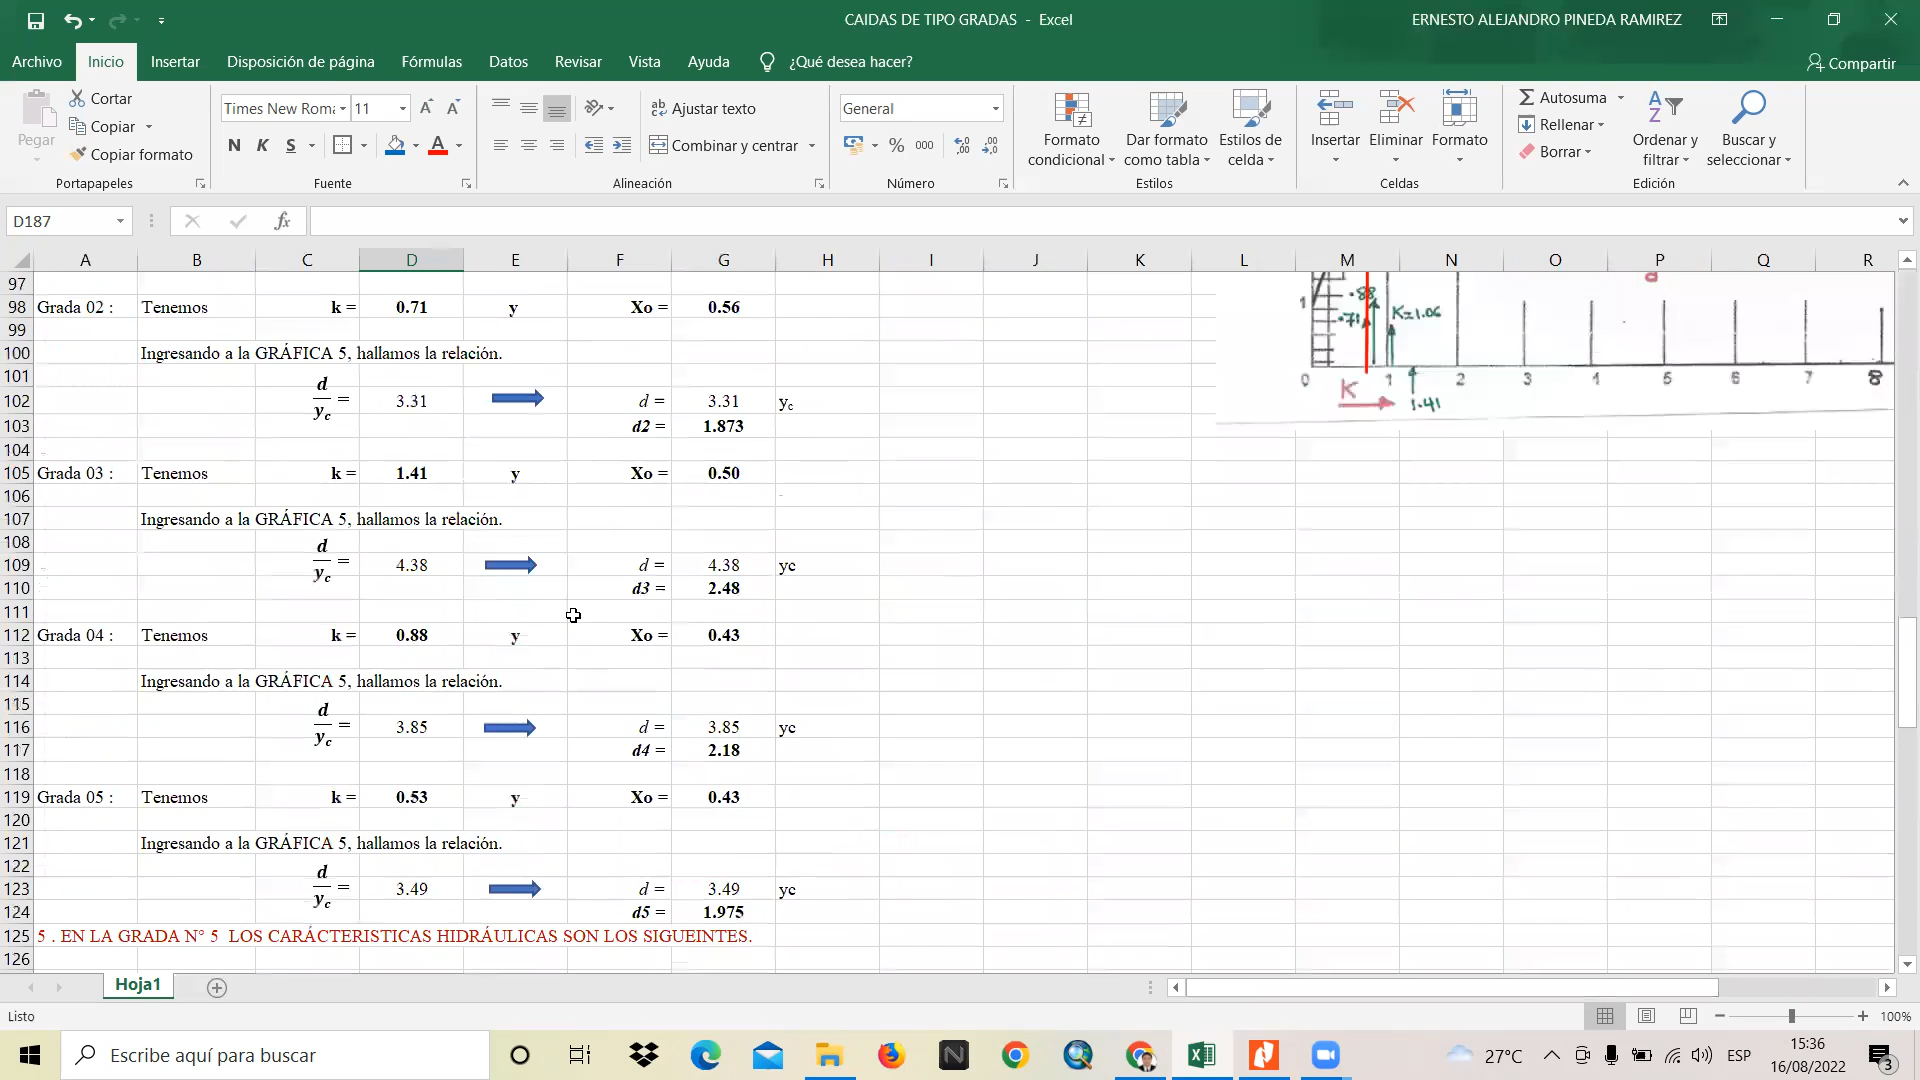 CAIDAS DE TIPO GRADAS - Excel
ERNESTO ALEJANDRO PINEDA RAMIREZ
Archivo Inicio Insertar Disposición de página Fórmulas Datos Revisar Vista Ayuda ¿Qué desea hacer? Compartir
Pegar
Cortar
Copiar
Copiar formato
Portapapeles
Times New Roma 11
N K S
Fuente
Ajustar texto
Combinar y centrar
Alineación
General
% 000
Número
Formato condicional
Dar formato como tabla
Estilos de celda
Estilos
Insertar
Eliminar
Formato
Celdas
Autosuma
Rellenar
Borrar
Ordenar y filtrar
Buscar y seleccionar
Edición
D187 fx
A B C D E F G H I J K L M N O P Q R
97
98 Grada 02 : Tenemos k = 0.71 y Xo = 0.56
99
100 Ingresando a la GRÁFICA 5, hallamos la relación.
101
102 d/yc = 3.31 d = 3.31 yc
103 d2 = 1.873
104
105 Grada 03 : Tenemos k = 1.41 y Xo = 0.50
106
107 Ingresando a la GRÁFICA 5, hallamos la relación.
108
109 d/yc = 4.38 d = 4.38 yc
110 d3 = 2.48
111
112 Grada 04 : Tenemos k = 0.88 y Xo = 0.43
113
114 Ingresando a la GRÁFICA 5, hallamos la relación.
115
116 d/yc = 3.85 d = 3.85 yc
117 d4 = 2.18
118
119 Grada 05 : Tenemos k = 0.53 y Xo = 0.43
120
121 Ingresando a la GRÁFICA 5, hallamos la relación.
122
123 d/yc = 3.49 d = 3.49 yc
124 d5 = 1.975
125 5 . EN LA GRADA N° 5 LOS CARÁCTERISTICAS HIDRÁULICAS SON LOS SIGUEINTES.
126
1 .88
.71 K=1.06
0 1 2 3 4 5 6 7 8
K
1.41
Hoja1
Listo
100%
Escribe aquí para buscar
27°C
ESP
15:36
16/08/2022
3